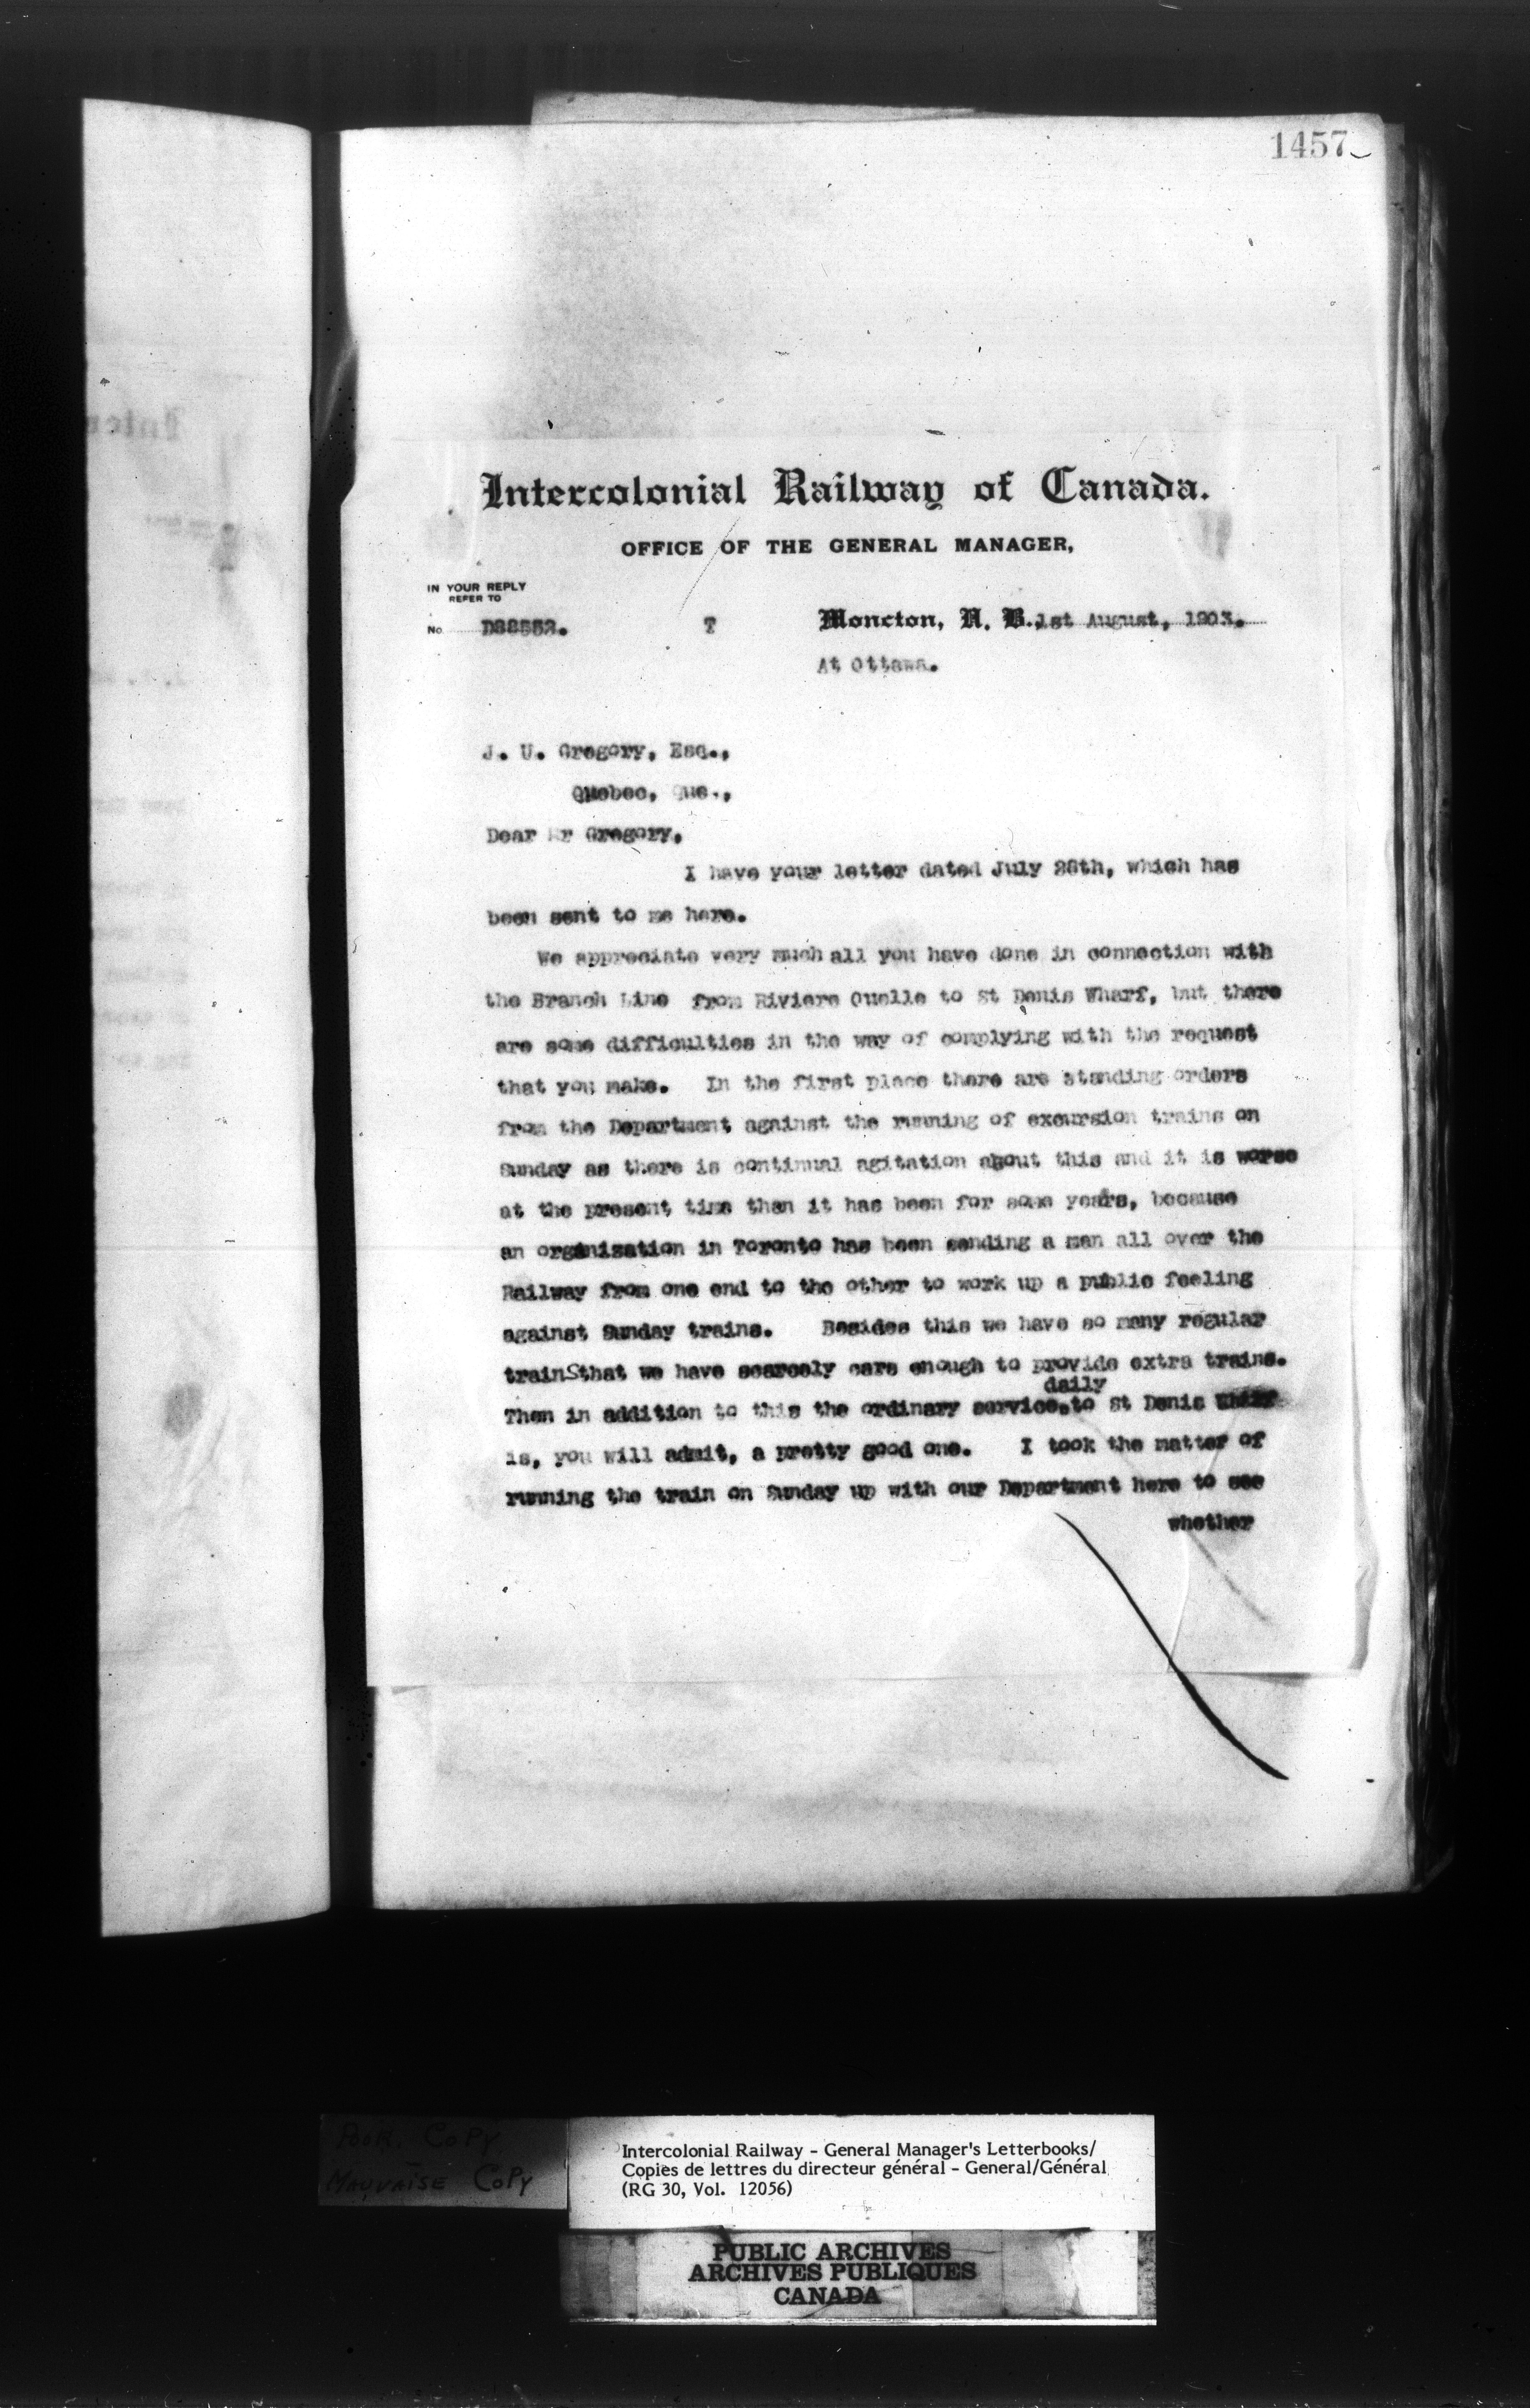 1457
Intercolonial Railway of Canada.
OFFICE OF THE GENERAL MANAGER,
IN YOUR REPLY
REFER TO
No. D38552. T Moncton, N. B., 1st August, 1903.
At Ottawa.
J. U. Gregory, Esq.,
Quebec, Que.,
Dear Mr Gregory,
I have your letter dated July 28th, which has
been sent to me here.
We appreciate very much all you have done in connection with
the Branch Line from Riviere Ouelle to St Denis Wharf, but there
are some difficulties in the way of complying with the request
that you make. In the first place there are standing orders
from the Department against the running of excursion trains on
Sunday as there is continual agitation about this and it is worse
at the present time than it has been for some years, because
an organization in Toronto has been sending a man all over the
Railway from one end to the other to work up a public feeling
against Sunday trains. Besides this we have so many regular
trainSthat we have scarcely cars enough to provide extra trains.
daily
Then in addition to this the ordinary service,to St Denis Wharf
is, you will admit, a pretty good one. I took the matter of
running the train on Sunday up with our Department here to see
whether
POOR COPY
MAUVAISE COPY
Intercolonial Railway - General Manager's Letterbooks/
Copies de lettres du directeur général - General/Général
(RG 30, Vol. 12056)
PUBLIC ARCHIVES
ARCHIVES PUBLIQUES
CANADA